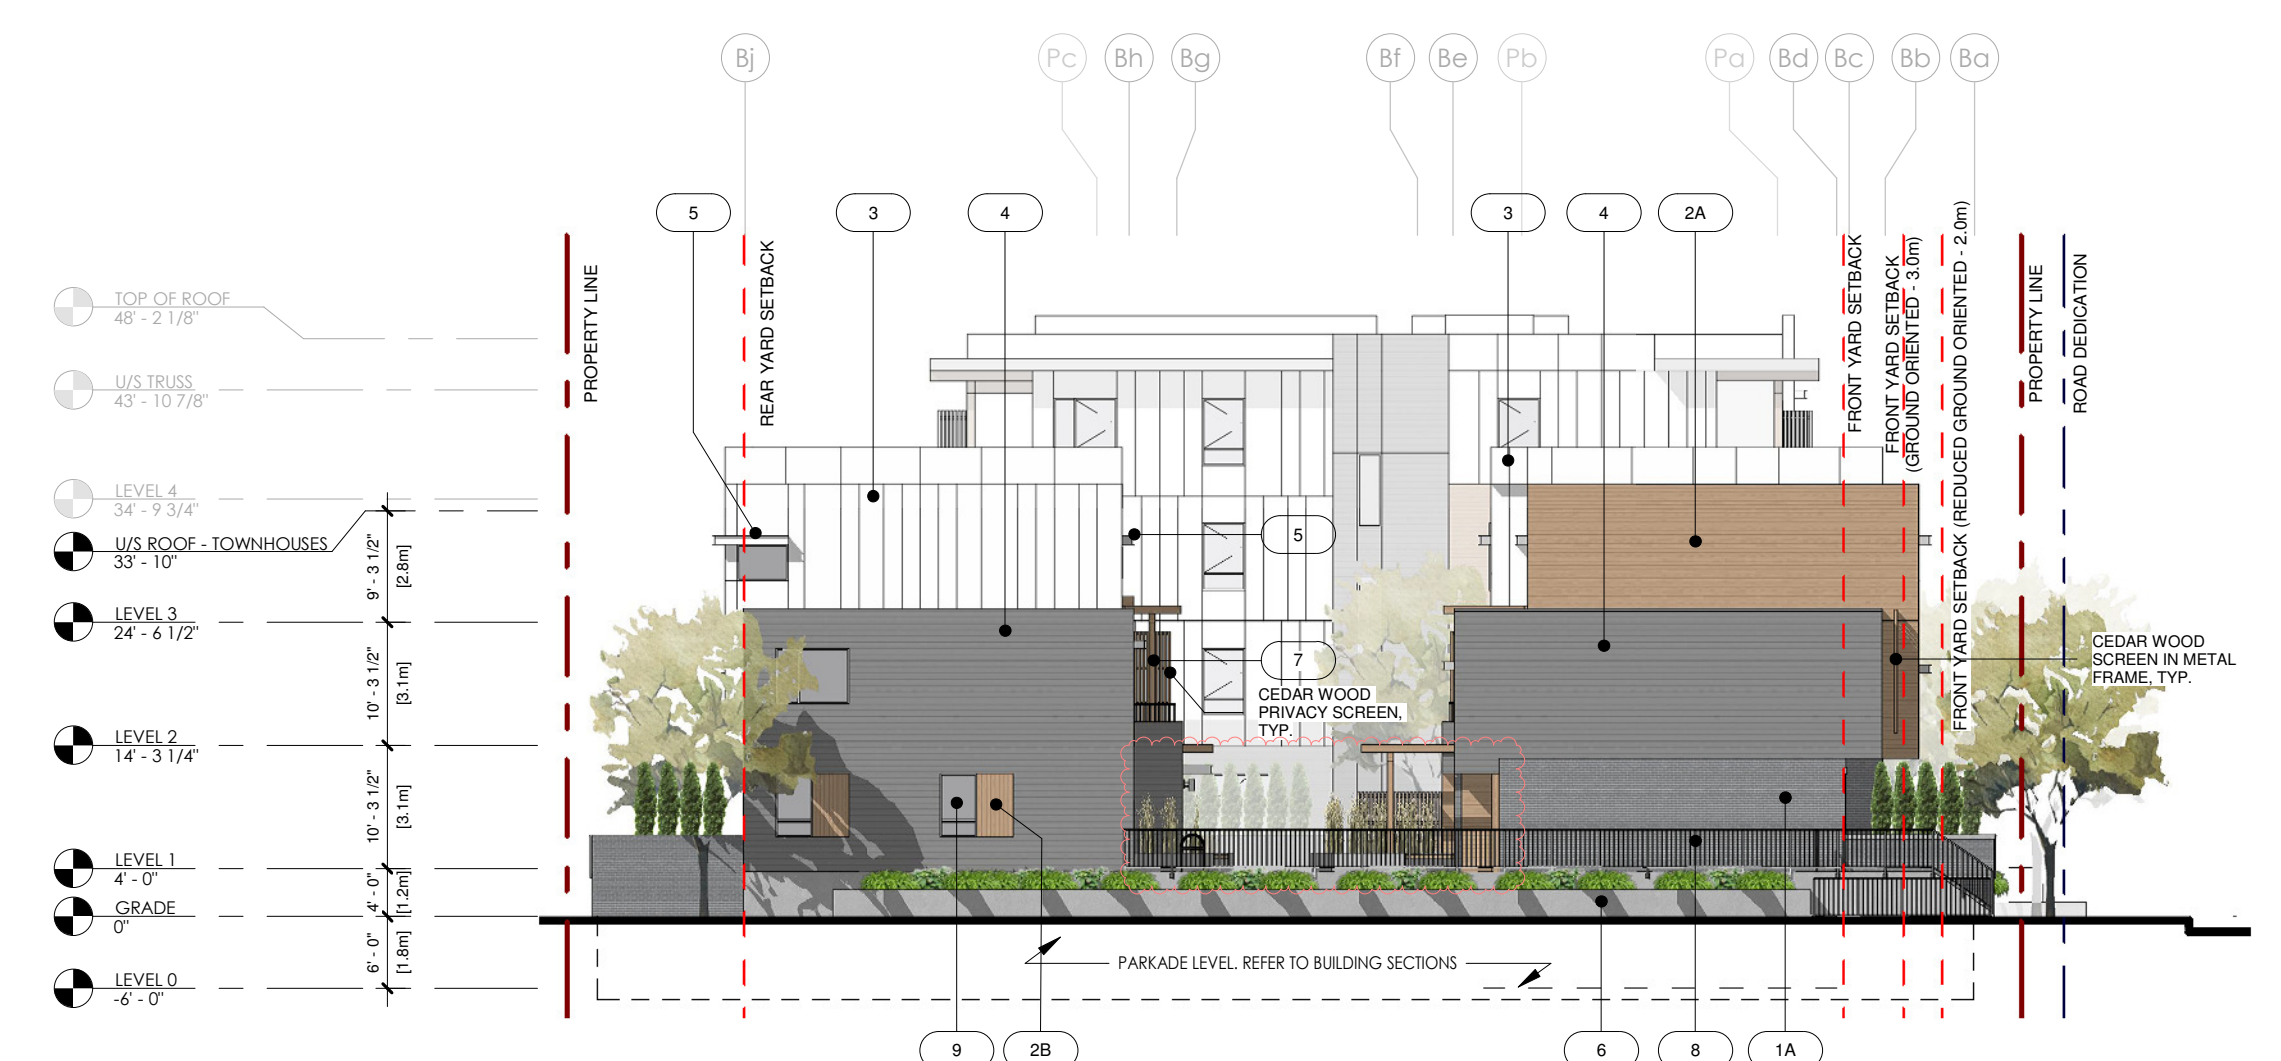 Bj
Pc
Bh
Bg
Bf
Be
Pb
Pa
Bd
Bc
Bb
Ba
5
3
4
3
4
2A
PROPERTY LINE
REAR YARD SETBACK
FRONT YARD SETBACK
FRONT YARD SETBACK
(GROUND ORIENTED - 3.0m)
FRONT YARD SETBACK (REDUCED GROUND ORIENTED - 2.0m)
PROPERTY LINE
ROAD DEDICATION
TOP OF ROOF
48' - 2 1/8"
U/S TRUSS
43' - 10 7/8"
LEVEL 4
34' - 9 3/4"
U/S ROOF - TOWNHOUSES
33' - 10"
LEVEL 3
24' - 6 1/2"
LEVEL 2
14' - 3 1/4"
LEVEL 1
4' - 0"
GRADE
0"
LEVEL 0
-6' - 0"
9' - 3 1/2"
[2.8m]
10' - 3 1/2"
[3.1m]
10' - 3 1/2"
[3.1m]
4' - 0"
[1.2m]
6' - 0"
[1.8m]
5
7
CEDAR WOOD
PRIVACY SCREEN,
TYP.
CEDAR WOOD
SCREEN IN METAL
FRAME, TYP.
PARKADE LEVEL. REFER TO BUILDING SECTIONS
9
2B
6
8
1A